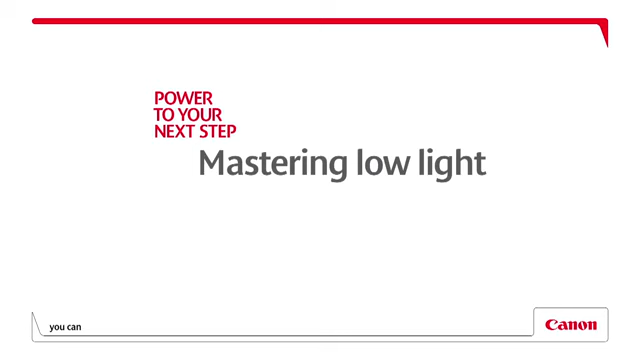 POWER
TO YOUR
NEXT STEP
Mastering low light
you can
Canon